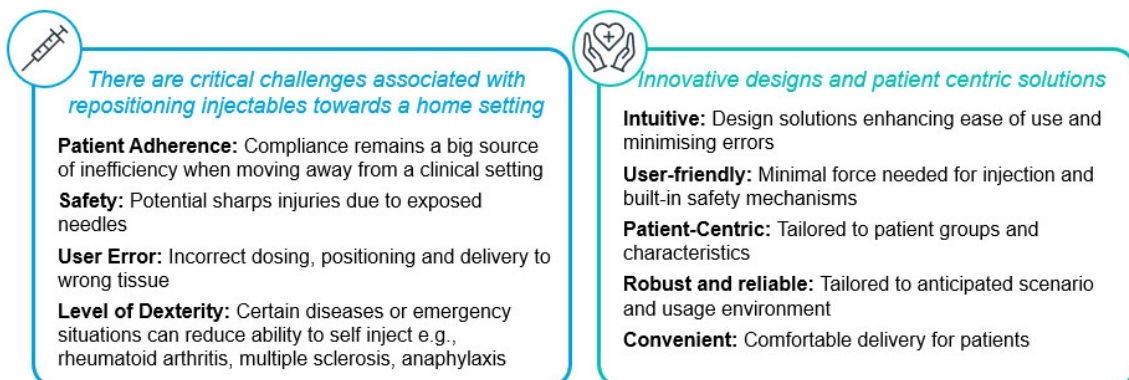 There are critical challenges associated with
repositioning injectables towards a home setting
Patient Adherence: Compliance remains a big source
of inefficiency when moving away from a clinical setting
Safety: Potential sharps injuries due to exposed
needles
User Error: Incorrect dosing, positioning and delivery to
wrong tissue
Level of Dexterity: Certain diseases or emergency
situations can reduce ability to self inject e.g.,
rheumatoid arthritis, multiple sclerosis, anaphylaxis
Innovative designs and patient centric solutions
Intuitive: Design solutions enhancing ease of use and
minimising errors
User-friendly: Minimal force needed for injection and
built-in safety mechanisms
Patient-Centric: Tailored to patient groups and
characteristics
Robust and reliable: Tailored to anticipated scenario
and usage environment
Convenient: Comfortable delivery for patients